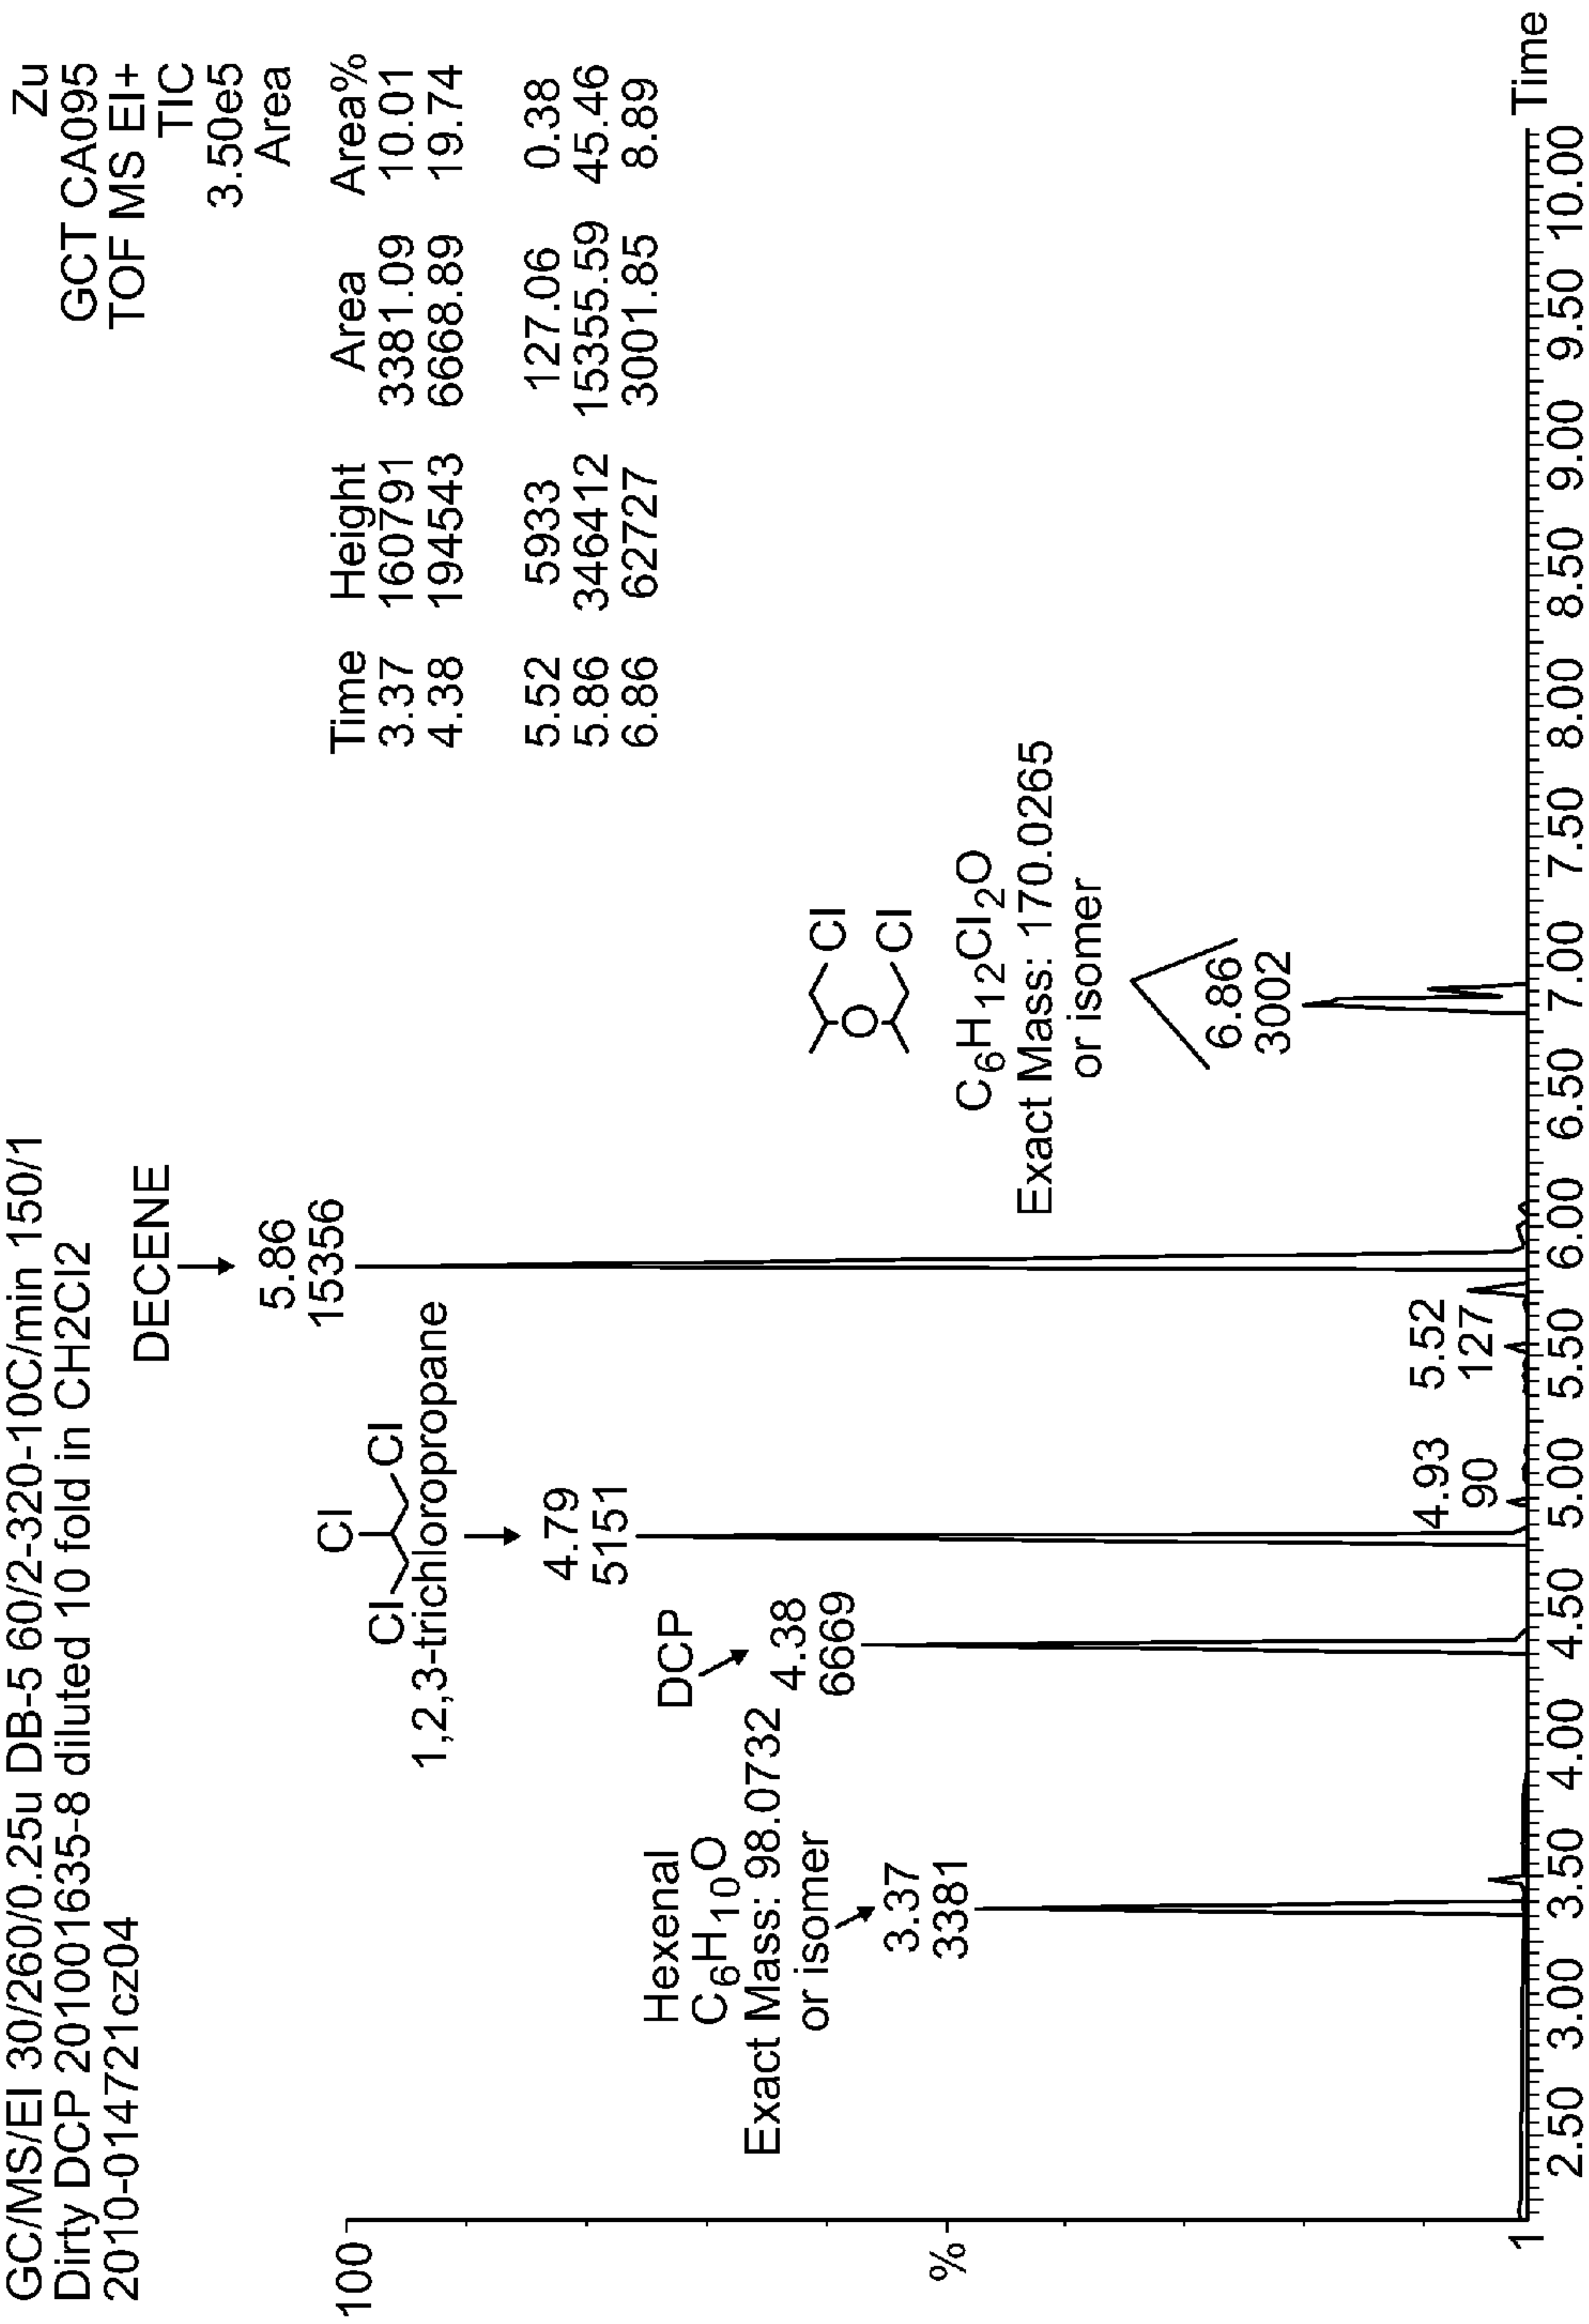 GC/MS/EI 30/260/0.25u DB-5 60/2-320-10C/min 150/1
Dirty DCP 201001635-8 diluted 10 fold in CH2Cl2
2010-014721cz04
Zu
GCT CA095
TOF MS EI+
TIC
3.50e5
Area
Time Height Area Area%
3.37 160791 3381.09 10.01
4.38 194543 6668.89 19.74
5.52 5933 127.06 0.38
5.86 346412 15355.59 45.46
6.86 62727 3001.85 8.89
DECENE
5.86
15356
Cl
Cl Cl
1,2,3-trichloropropane
4.79
5151
DCP
4.38
6669
Hexenal
C6H10O
Exact Mass: 98.0732
or isomer
3.37
3381
4.93
90
5.52
127
Cl
O
Cl
C6H12Cl2O
Exact Mass: 170.0265
or isomer
6.86
3002
100
%
1
2.50 3.00 3.50 4.00 4.50 5.00 5.50 6.00 6.50 7.00 7.50 8.00 8.50 9.00 9.50 10.00
Time